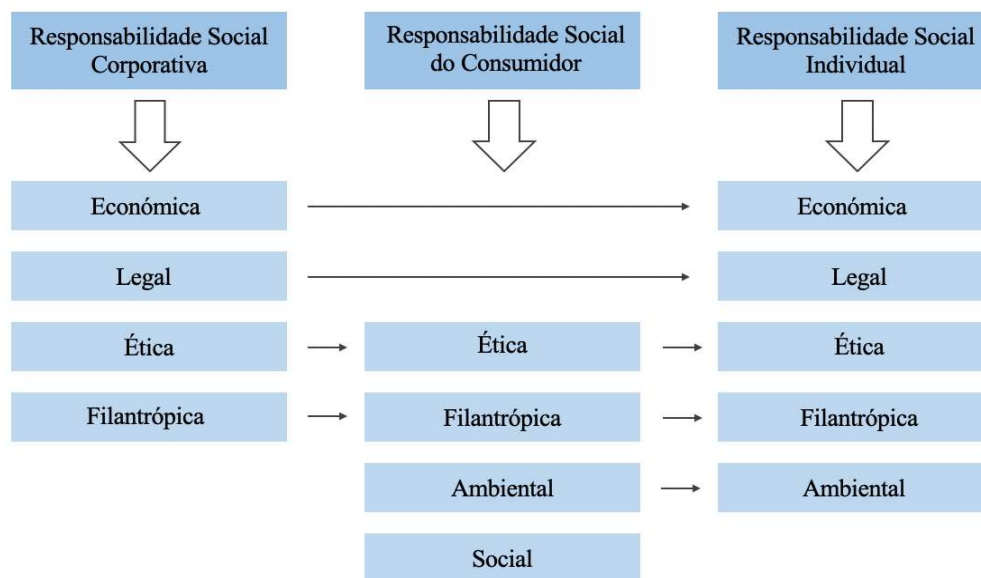 Responsabilidade Social
Corporativa
Responsabilidade Social
do Consumidor
Responsabilidade Social
Individual
Económica
Económica
Legal
Legal
Ética
Ética
Ética
Filantrópica
Filantrópica
Filantrópica
Ambiental
Ambiental
Social